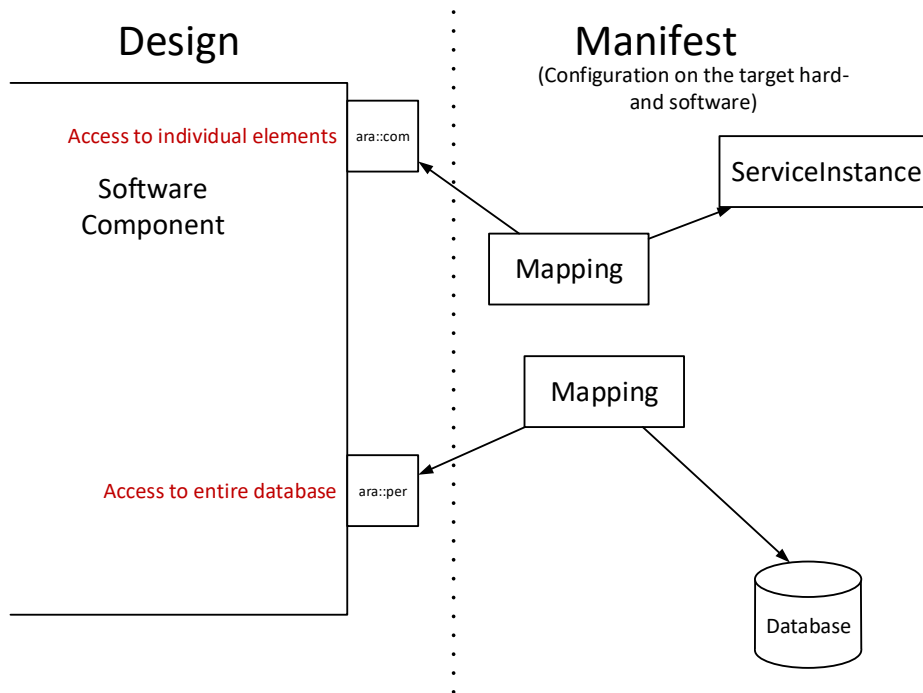 Design
Manifest
(Configuration on the target hard-
and software)
Access to individual elements
ara::com
Software
Component
ServiceInstance
Mapping
Mapping
Access to entire database
ara::per
Database